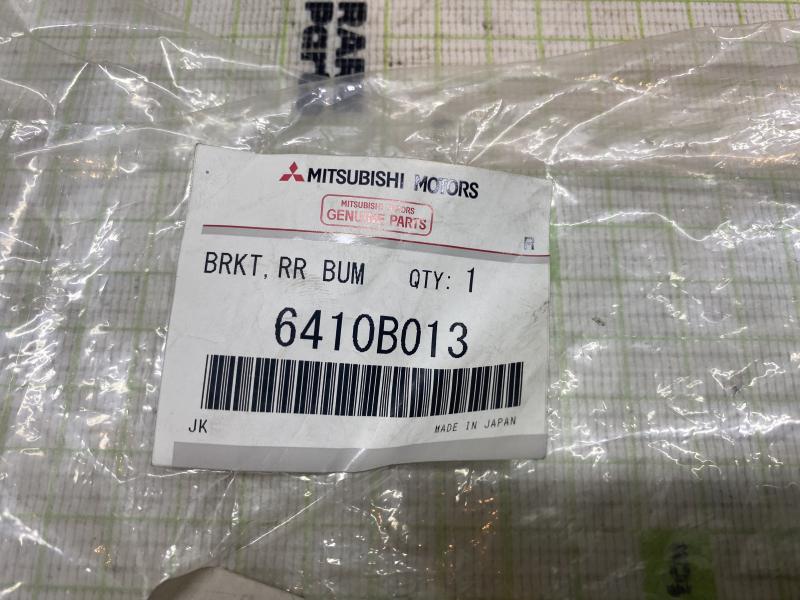 MITSUBISHI MOTORS
MITSUBISHI MOTORS
GENUINE PARTS
R
BRKT, RR BUM QTY: 1
6410B013
JK
MADE IN JAPAN